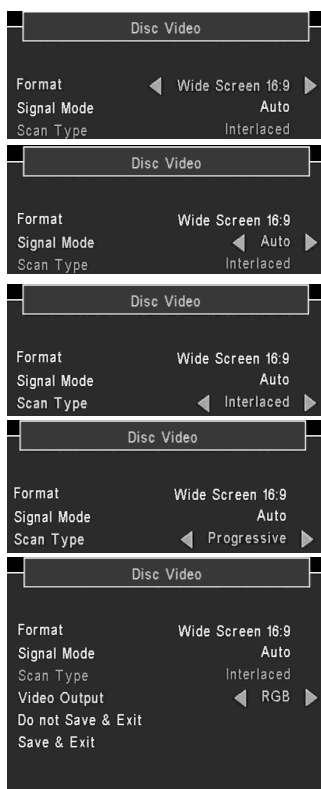 Disc Video
Format Wide Screen 16:9
Signal Mode Auto
Scan Type Interlaced
Disc Video
Format Wide Screen 16:9
Signal Mode Auto
Scan Type Interlaced
Disc Video
Format Wide Screen 16:9
Signal Mode Auto
Scan Type Interlaced
Disc Video
Format Wide Screen 16:9
Signal Mode Auto
Scan Type Progressive
Disc Video
Format Wide Screen 16:9
Signal Mode Auto
Scan Type Interlaced
Video Output RGB
Do not Save & Exit
Save & Exit